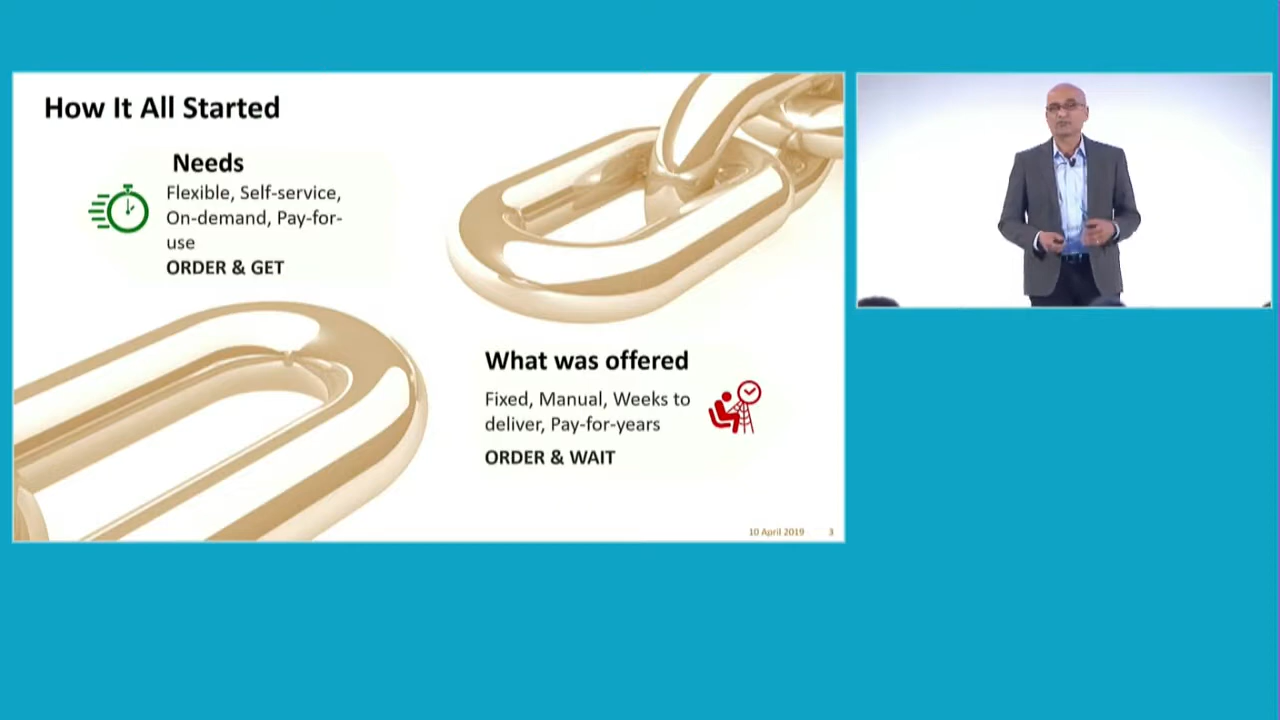 How It All Started
Needs
Flexible, Self-service,
On-demand, Pay-for-
use
ORDER & GET
What was offered
Fixed, Manual, Weeks to
deliver, Pay-for-years
ORDER & WAIT
10 April 2019 3